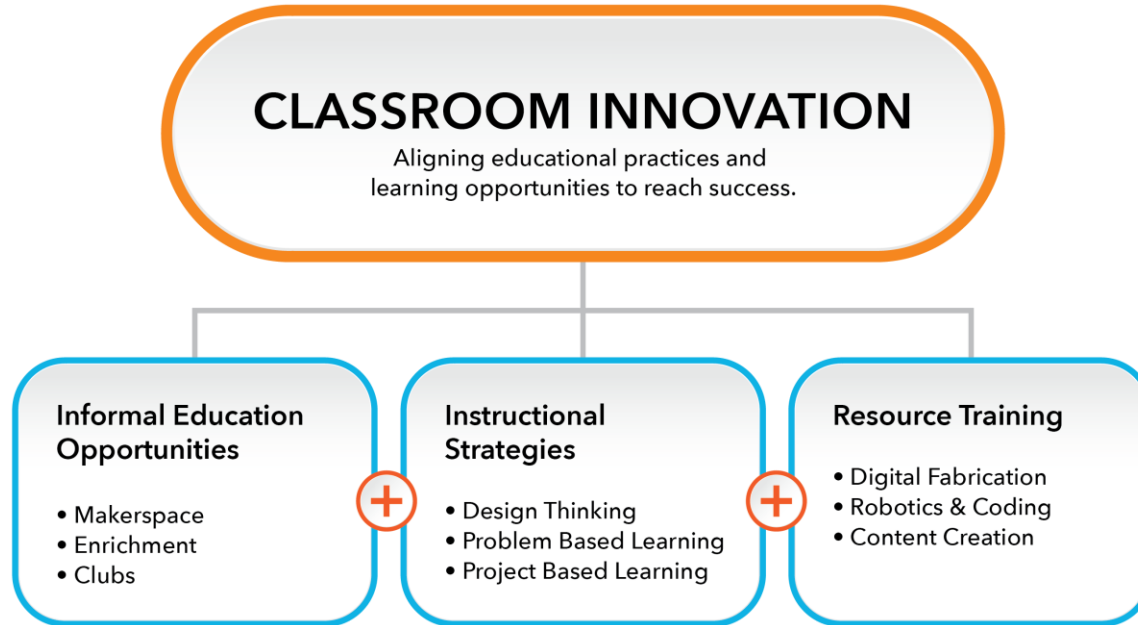 CLASSROOM INNOVATION
Aligning educational practices and
learning opportunities to reach success.
Informal Education
Opportunities
• Makerspace
• Enrichment
• Clubs
+
Instructional
Strategies
• Design Thinking
• Problem Based Learning
• Project Based Learning
+
Resource Training
• Digital Fabrication
• Robotics & Coding
• Content Creation